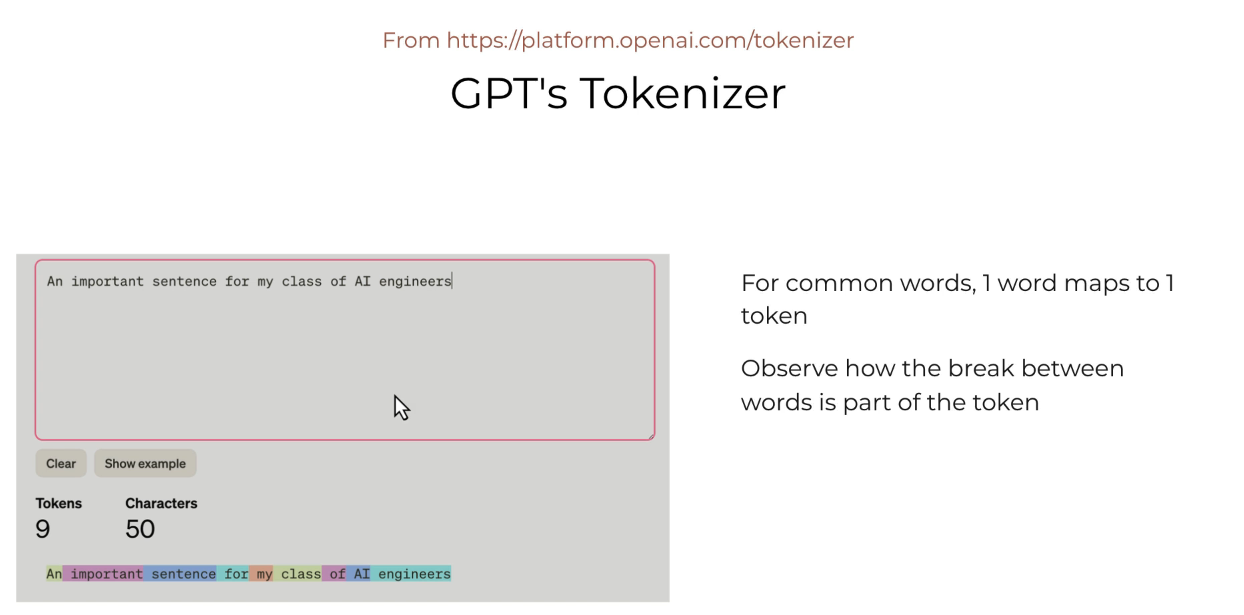 From https://platform.openai.com/tokenizer
GPT's Tokenizer
An important sentence for my class of AI engineers
Clear
Show example
Tokens
Characters
9
50
An important sentence for my class of AI engineers
For common words, 1 word maps to 1
token
Observe how the break between
words is part of the token